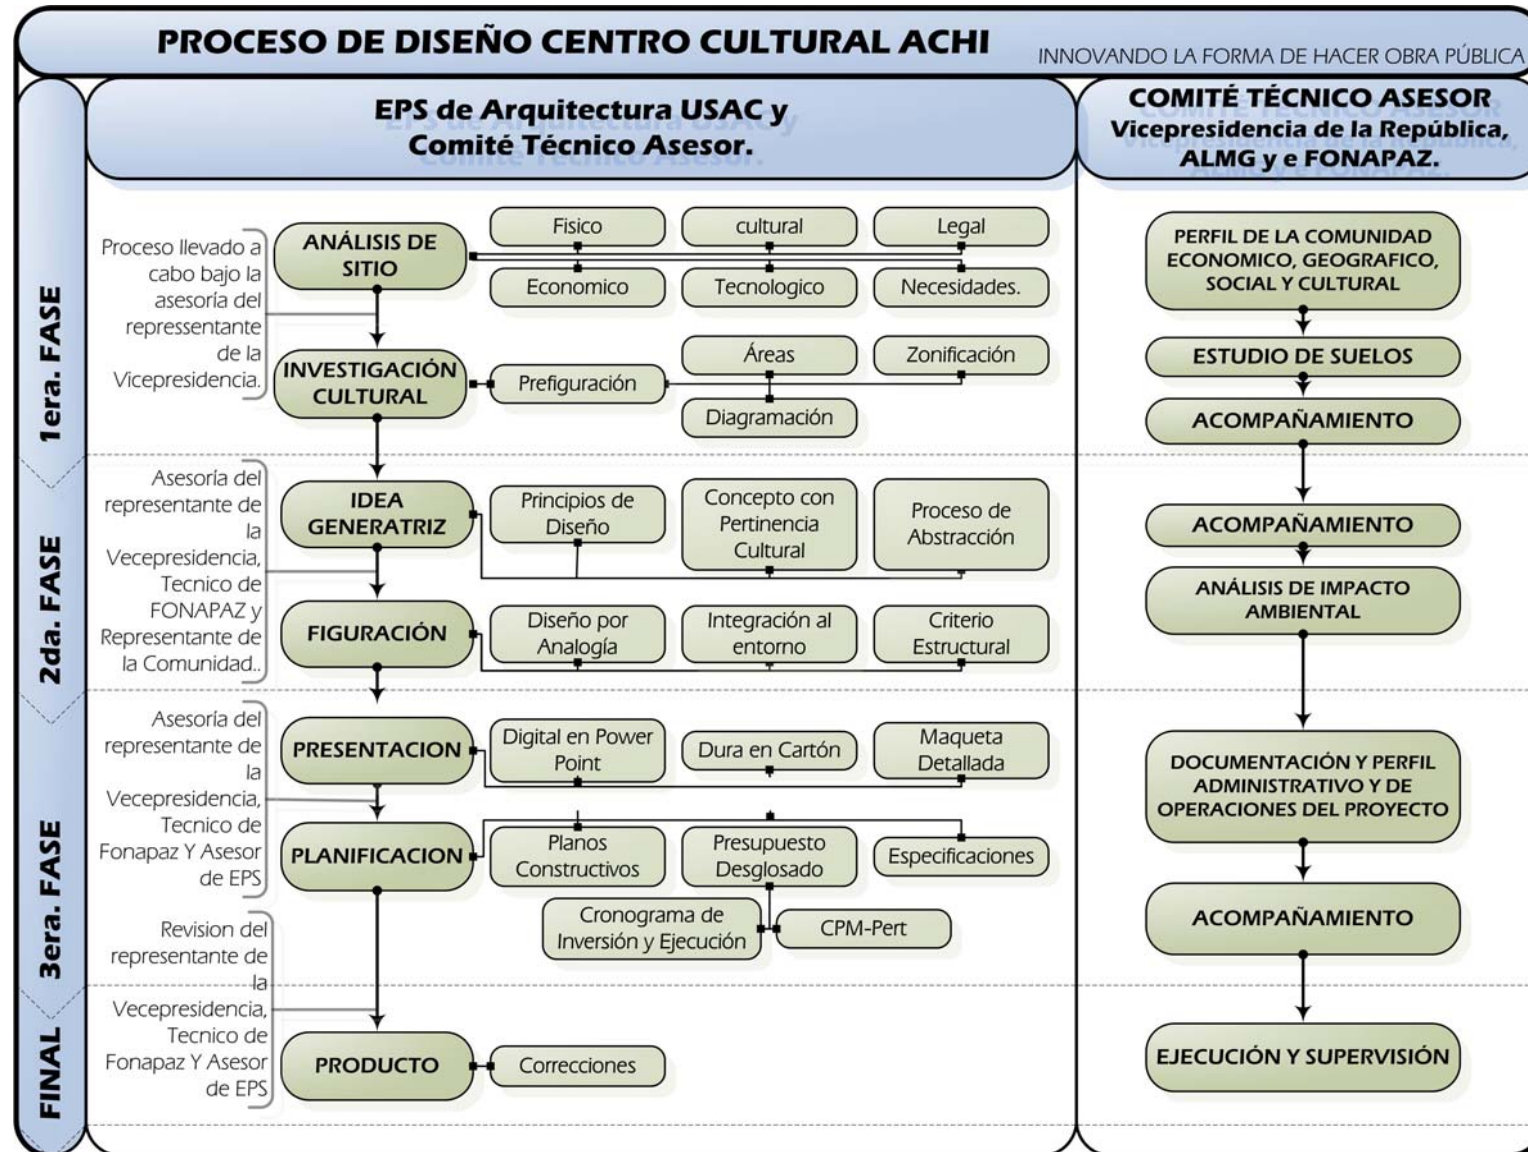 PROCESO DE DISEÑO CENTRO CULTURAL ACHI
INNOVANDO LA FORMA DE HACER OBRA PÚBLICA
EPS de Arquitectura USAC y
Comité Técnico Asesor.
COMITÉ TÉCNICO ASESOR
Vicepresidencia de la República,
ALMG y e FONAPAZ.
1era. FASE
Proceso llevado a
cabo bajo la
asesoría del
repressentante
de la
Vicepresidencia.
ANÁLISIS DE
SITIO
Fisico
cultural
Legal
Economico
Tecnologico
Necesidades.
INVESTIGACIÓN
CULTURAL
Prefiguración
Áreas
Zonificación
Diagramación
PERFIL DE LA COMUNIDAD
ECONOMICO, GEOGRAFICO,
SOCIAL Y CULTURAL
ESTUDIO DE SUELOS
ACOMPAÑAMIENTO
2da. FASE
Asesoría del
representante de
la
Vecepresidencia,
Tecnico de
FONAPAZ y
Representante de
la Comunidad..
IDEA
GENERATRIZ
Principios de
Diseño
Concepto con
Pertinencia
Cultural
Proceso de
Abstracción
FIGURACIÓN
Diseño por
Analogía
Integración al
entorno
Criterio
Estructural
ACOMPAÑAMIENTO
ANÁLISIS DE IMPACTO
AMBIENTAL
3era. FASE
Asesoría del
representante de
la
Vecepresidencia,
Tecnico de
Fonapaz Y Asesor
de EPS
PRESENTACION
Digital en Power
Point
Dura en Cartón
Maqueta
Detallada
PLANIFICACION
Planos
Constructivos
Presupuesto
Desglosado
Especificaciones
Cronograma de
Inversión y Ejecución
CPM-Pert
DOCUMENTACIÓN Y PERFIL
ADMINISTRATIVO Y DE
OPERACIONES DEL PROYECTO
ACOMPAÑAMIENTO
FINAL
Revision del
representante de
la
Vecepresidencia,
Tecnico de
Fonapaz Y Asesor
de EPS
PRODUCTO
Correcciones
EJECUCIÓN Y SUPERVISIÓN